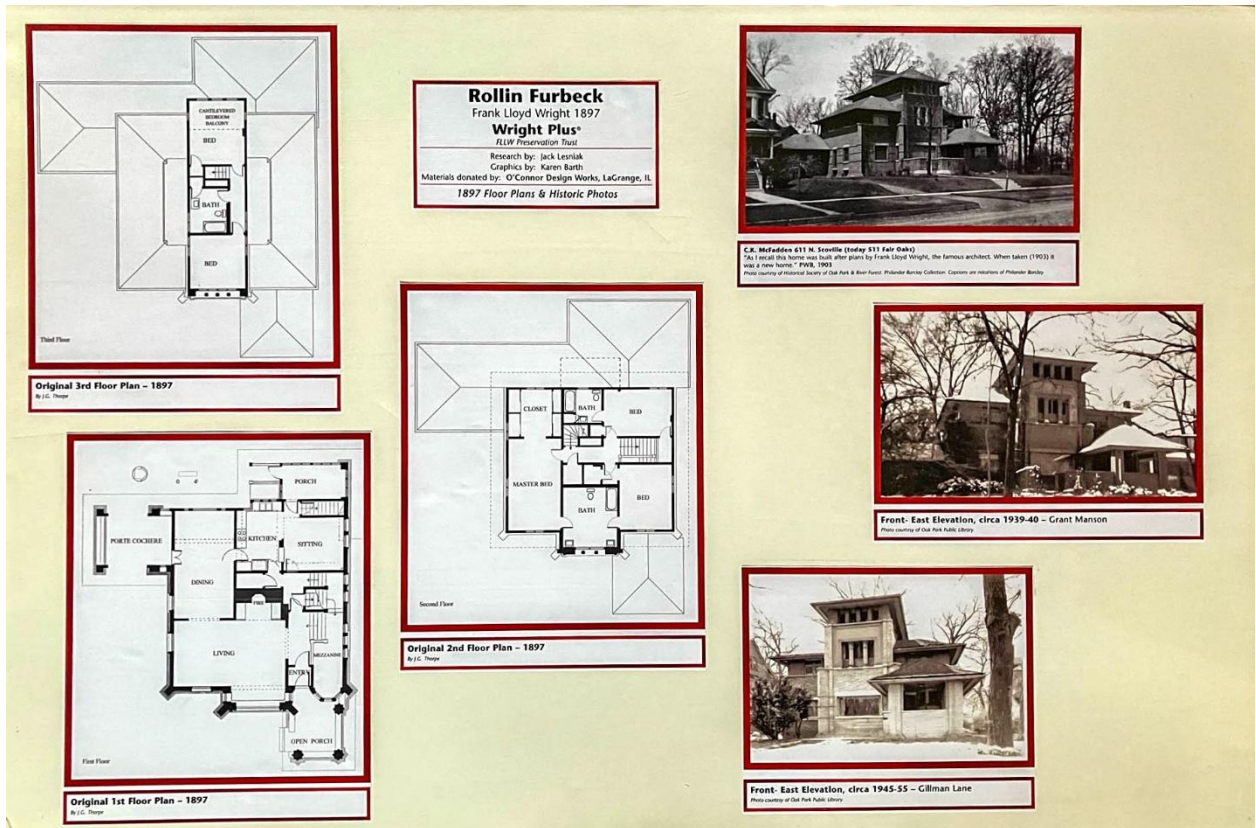 CANTILEVERED
BEDROOM
BALCONY
BED
BATH
BED
Third Floor
Original 3rd Floor Plan – 1897
By J.G. Thorpe
Rollin Furbeck
Frank Lloyd Wright 1897
Wright Plus®
FLLW Preservation Trust
Research by: Jack Lesniak
Graphics by: Karen Barth
Materials donated by: O'Connor Design Works, LaGrange, IL
1897 Floor Plans & Historic Photos
C.R. McFadden 611 N. Scoville (today 511 Fair Oaks)
"As I recall this home was built after plans by Frank Lloyd Wright, the famous architect. When taken (1903) it
was a new home." PWB, 1903
Photo courtesy of Historical Society of Oak Park & River Forest. Philander Barclay Collection. Captions are notations of Philander Barclay.
CLOSET
BATH
BED
MASTER BED
BATH
BED
Second Floor
Original 2nd Floor Plan – 1897
By J.G. Thorpe
Front- East Elevation, circa 1939-40 – Grant Manson
Photo courtesy of Oak Park Public Library
PORCH
PORTE COCHERE
KITCHEN
SITTING
DINING
FIRE
LIVING
MEZZANINE
ENTRY
OPEN PORCH
First Floor
Original 1st Floor Plan – 1897
By J.G. Thorpe
Front- East Elevation, circa 1945-55 – Gillman Lane
Photo courtesy of Oak Park Public Library